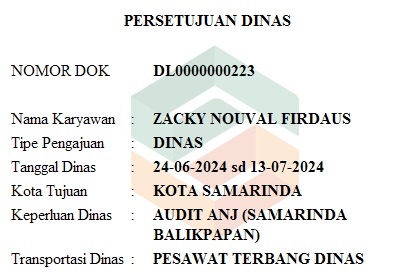 PERSETUJUAN DINAS
NOMOR DOK DL0000000223
Nama Karyawan : ZACKY NOUVAL FIRDAUS
Tipe Pengajuan : DINAS
Tanggal Dinas : 24-06-2024 sd 13-07-2024
Kota Tujuan : KOTA SAMARINDA
Keperluan Dinas : AUDIT ANJ (SAMARINDA
BALIKPAPAN)
Transportasi Dinas : PESAWAT TERBANG DINAS